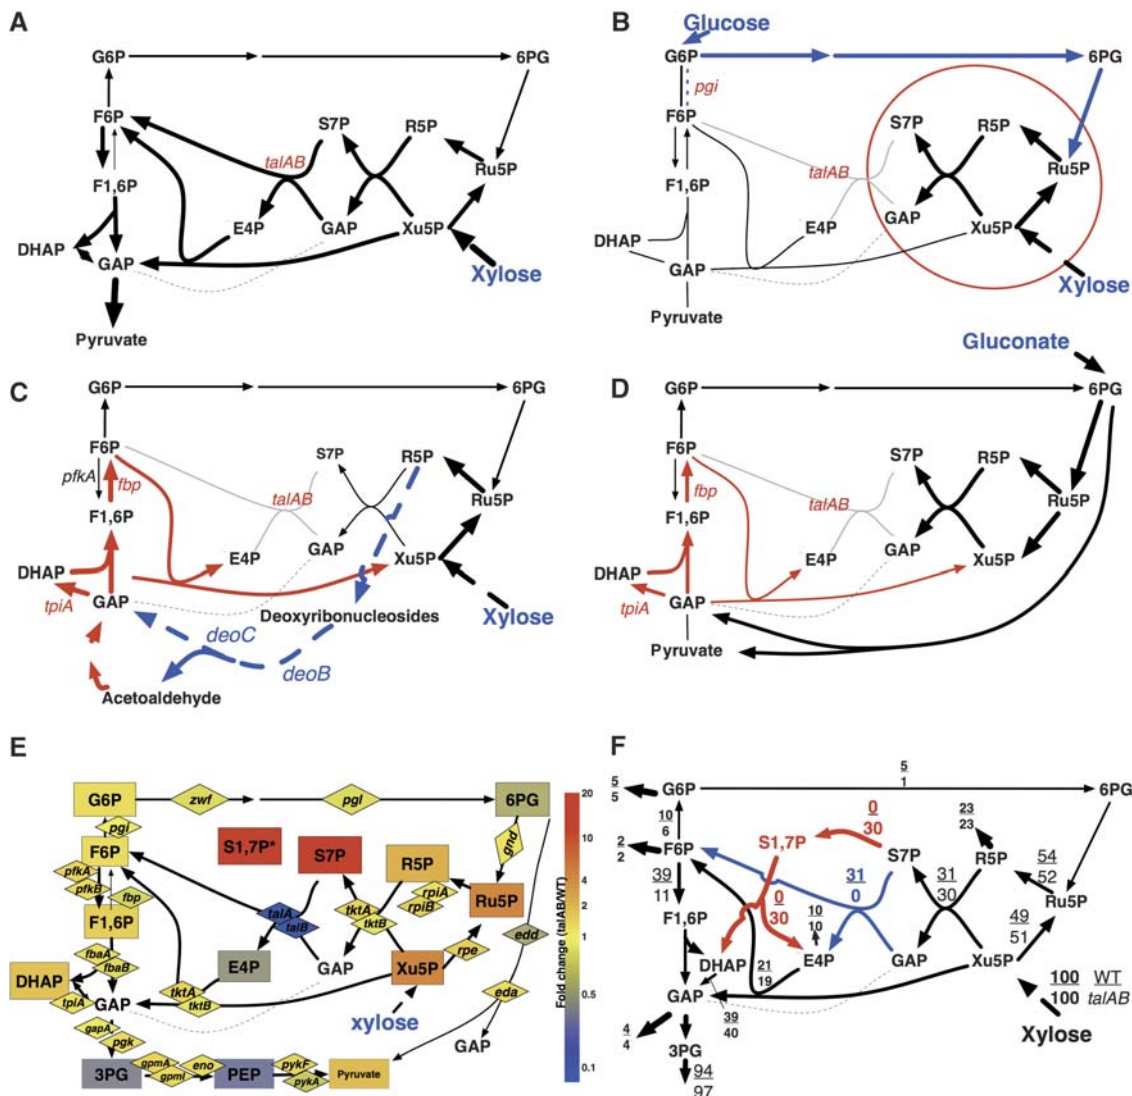 A
G6P
6PG
F6P
S7P
R5P
talAB
Ru5P
F1,6P
DHAP
E4P
GAP
Xu5P
GAP
Xylose
Pyruvate
B
Glucose
G6P
6PG
pgi
F6P
S7P
R5P
talAB
Ru5P
F1,6P
GAP
DHAP
E4P
Xu5P
GAP
Xylose
Pyruvate
C
G6P
6PG
F6P
S7P
R5P
pfkA
fbp
talAB
Ru5P
F1,6P
GAP
E4P
Xu5P
DHAP
tpiA
GAP
Deoxyribonucleosides
Xylose
deoC
deoB
Acetoaldehyde
D
Gluconate
G6P
6PG
F6P
S7P
R5P
fbp
talAB
Ru5P
F1,6P
GAP
E4P
Xu5P
DHAP
tpiA
GAP
Pyruvate
E
G6P
zwf
pgl
6PG
pgi
gnd
F6P
S1,7P*
S7P
R5P
pfkA
pfkB
fbp
rpiA
rpiB
Ru5P
F1,6P
talA
talB
tktA
tktB
fbaA
fbaB
edd
rpe
E4P
GAP
Xu5P
DHAP
tpiA
GAP
tktA
tktB
eda
xylose
gapA
pgk
GAP
3PG
gpmA
gpmI
eno
PEP
pykF
pykA
Pyruvate
Fold change (talAB/WT)
20
10
4
2
1
0.5
0.1
F
5
5
G6P
5
1
6PG
10
6
0
30
23
23
2
2
F6P
S1,7P
S7P
R5P
54
52
39
11
0
30
31
0
31
30
Ru5P
F1,6P
10
10
49
51
DHAP
E4P
GAP
Xu5P
21
19
GAP
100 WT
100 talAB
39
40
4
4
Xylose
3PG
94
97